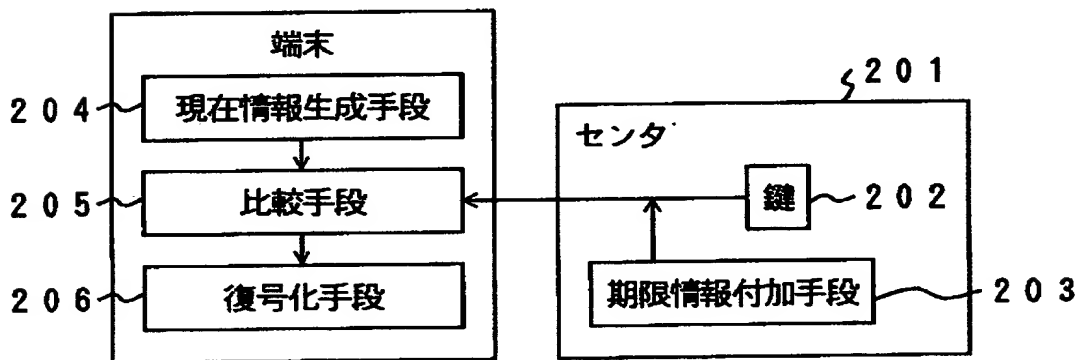 端末
204
現在情報生成手段
205
比較手段
206
復号化手段
201
センタ
鍵
202
期限情報付加手段
203